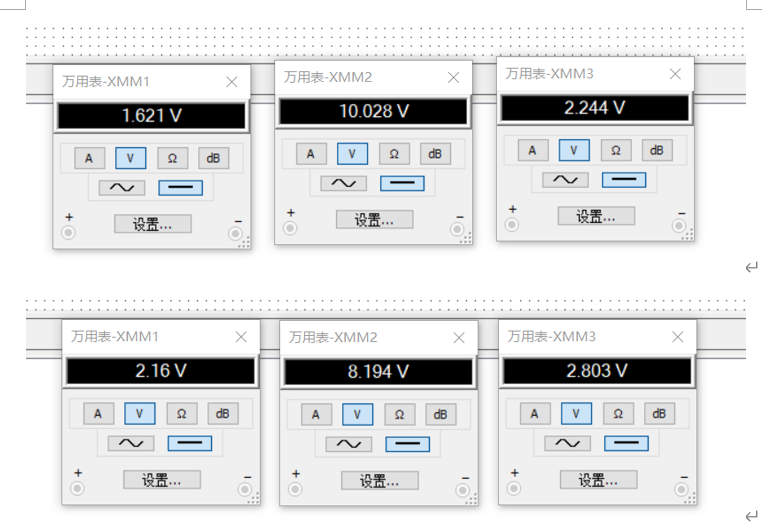 万用表-XMM1
1.621 V
A V Ω dB
+ 设置... –
万用表-XMM2
10.028 V
A V Ω dB
+ 设置... –
万用表-XMM3
2.244 V
A V Ω dB
+ 设置... –
万用表-XMM1
2.16 V
A V Ω dB
+ 设置... –
万用表-XMM2
8.194 V
A V Ω dB
+ 设置... –
万用表-XMM3
2.803 V
A V Ω dB
+ 设置... –